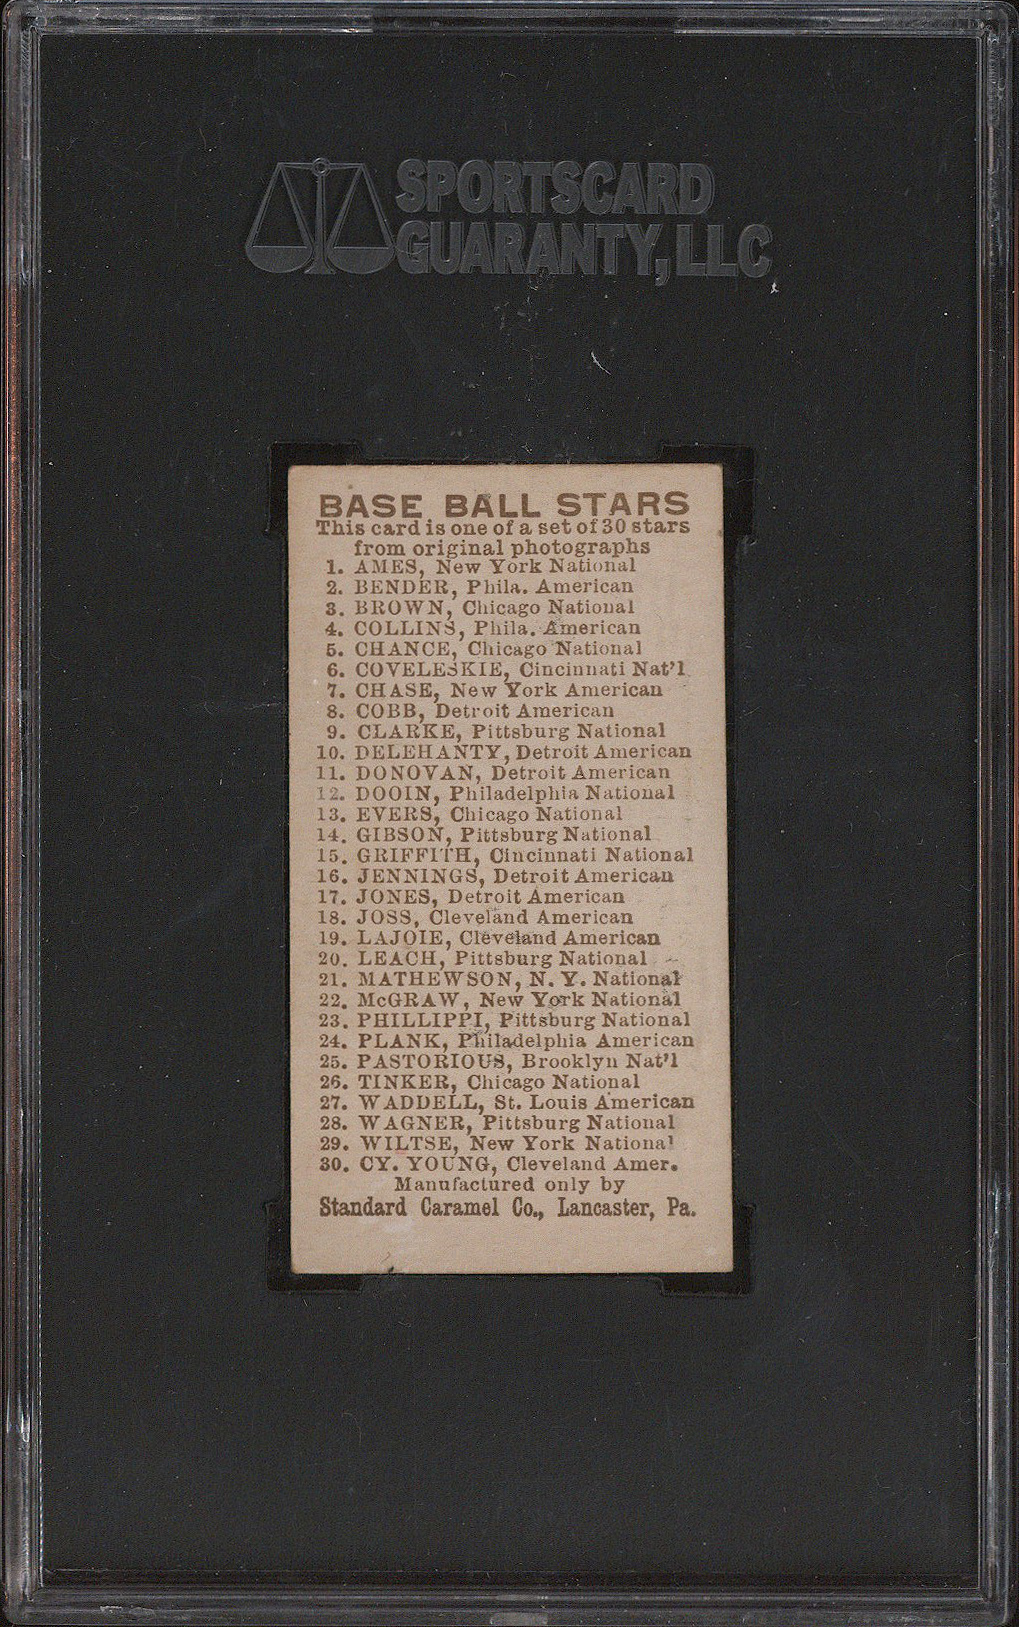 SPORTSCARD
GUARANTY, LLC
BASE BALL STARS
This card is one of a set of 30 stars
from original photographs
1. AMES, New York National
2. BENDER, Phila. American
3. BROWN, Chicago National
4. COLLINS, Phila. American
5. CHANCE, Chicago National
6. COVELESKIE, Cincinnati Nat'l
7. CHASE, New York American
8. COBB, Detroit American
9. CLARKE, Pittsburg National
10. DELEHANTY, Detroit American
11. DONOVAN, Detroit American
12. DOOIN, Philadelphia National
13. EVERS, Chicago National
14. GIBSON, Pittsburg National
15. GRIFFITH, Cincinnati National
16. JENNINGS, Detroit American
17. JONES, Detroit American
18. JOSS, Cleveland American
19. LAJOIE, Cleveland American
20. LEACH, Pittsburg National
21. MATHEWSON, N. Y. National
22. McGRAW, New York National
23. PHILLIPPI, Pittsburg National
24. PLANK, Philadelphia American
25. PASTORIOUS, Brooklyn Nat'l
26. TINKER, Chicago National
27. WADDELL, St. Louis American
28. WAGNER, Pittsburg National
29. WILTSE, New York National
30. CY. YOUNG, Cleveland Amer.
Manufactured only by
Standard Caramel Co., Lancaster, Pa.